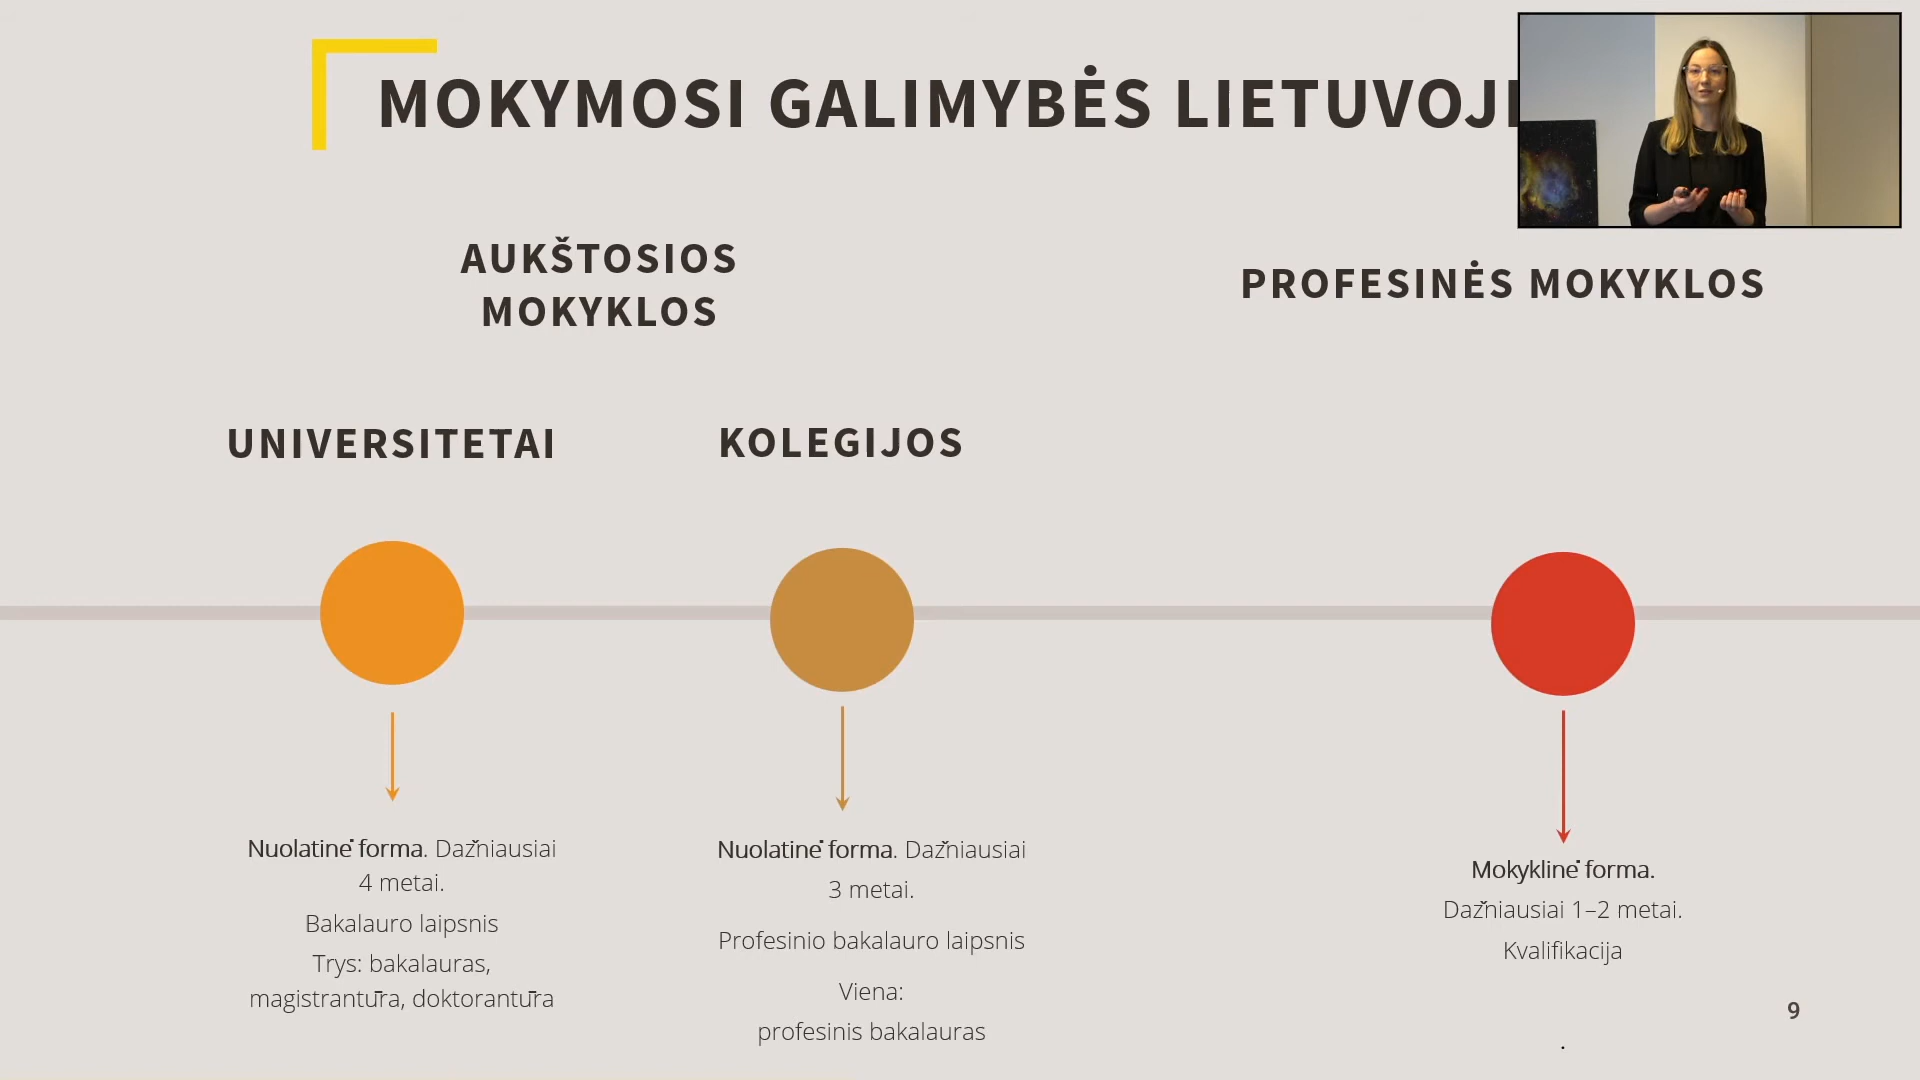 MOKYMOSI GALIMYBĖS LIETUVOJE
AUKŠTOSIOS
MOKYKLOS
PROFESINĖS MOKYKLOS
UNIVERSITETAI
KOLEGIJOS
Nuolatinė forma. Dažniausiai
4 metai.
Bakalauro laipsnis
Trys: bakalauras,
magistrantūra, doktorantūra
Nuolatinė forma. Dažniausiai
3 metai.
Profesinio bakalauro laipsnis
Viena:
profesinis bakalauras
Mokyklinė forma.
Dažniausiai 1–2 metai.
Kvalifikacija
.
9